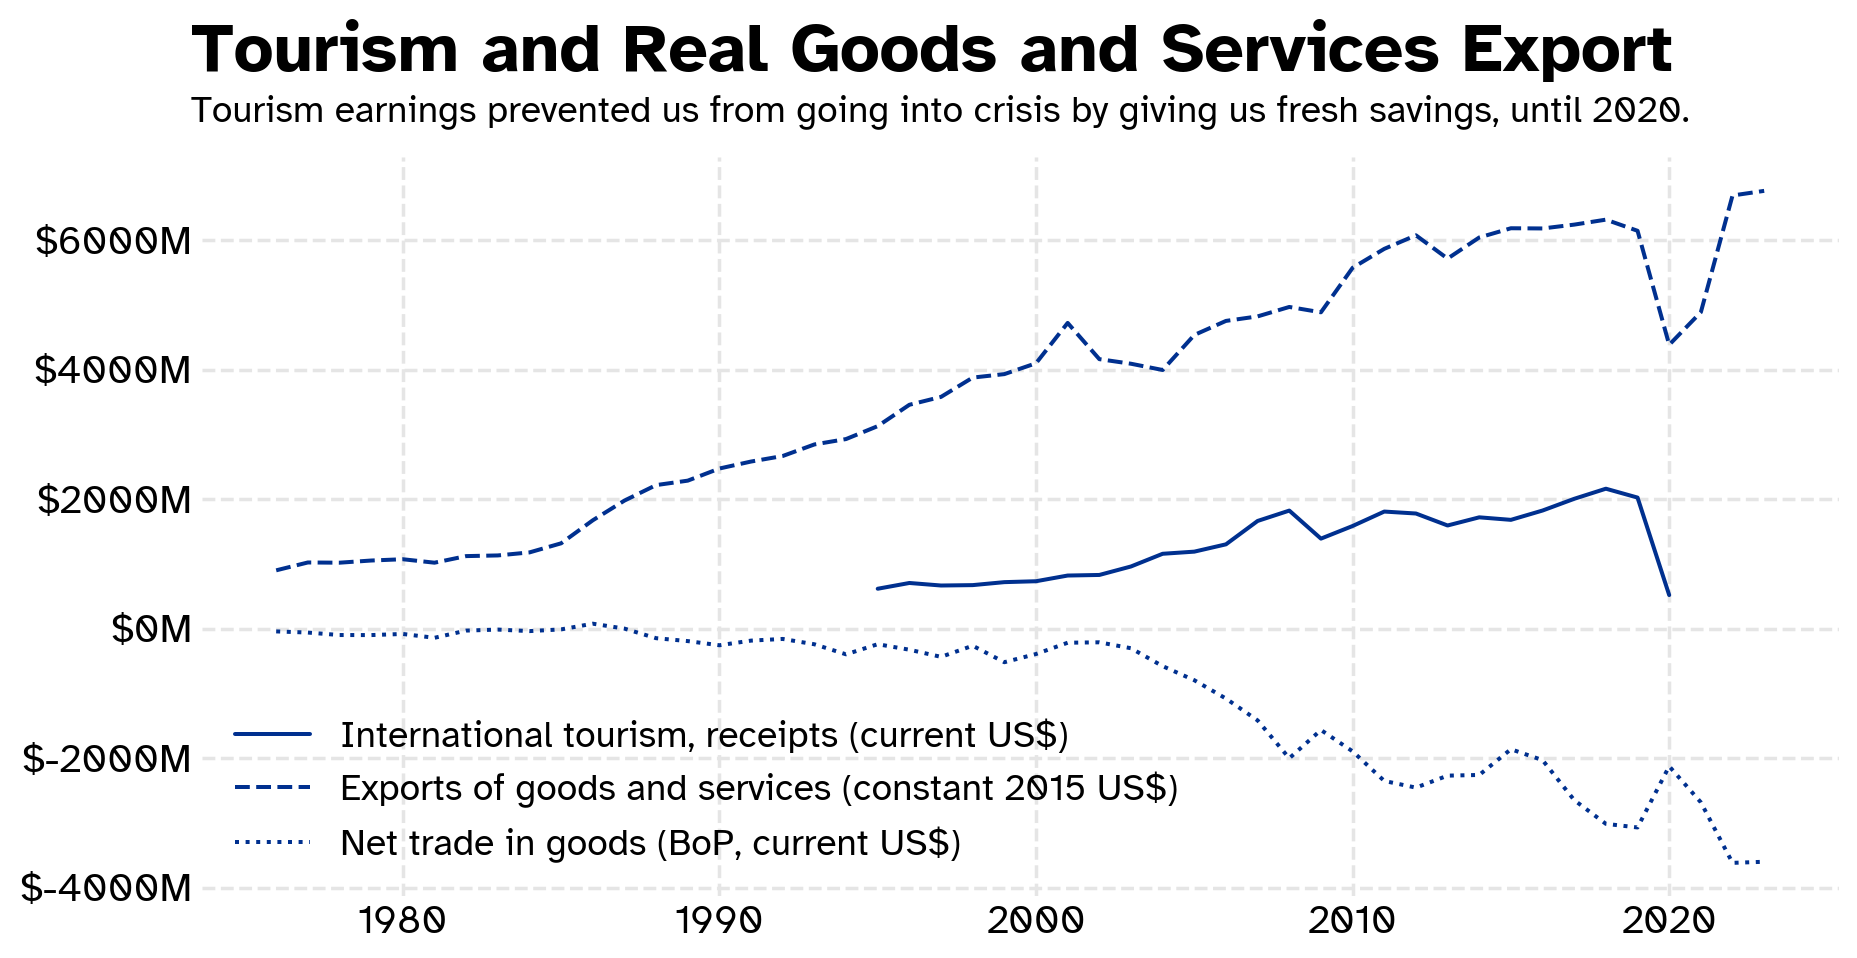 Tourism and Real Goods and Services Export
Tourism earnings prevented us from going into crisis by giving us fresh savings, until 2020.
$6000M
$4000M
$2000M
$0M
$-2000M
$-4000M
International tourism, receipts (current US$)
Exports of goods and services (constant 2015 US$)
Net trade in goods (BoP, current US$)
1980 1990 2000 2010 2020